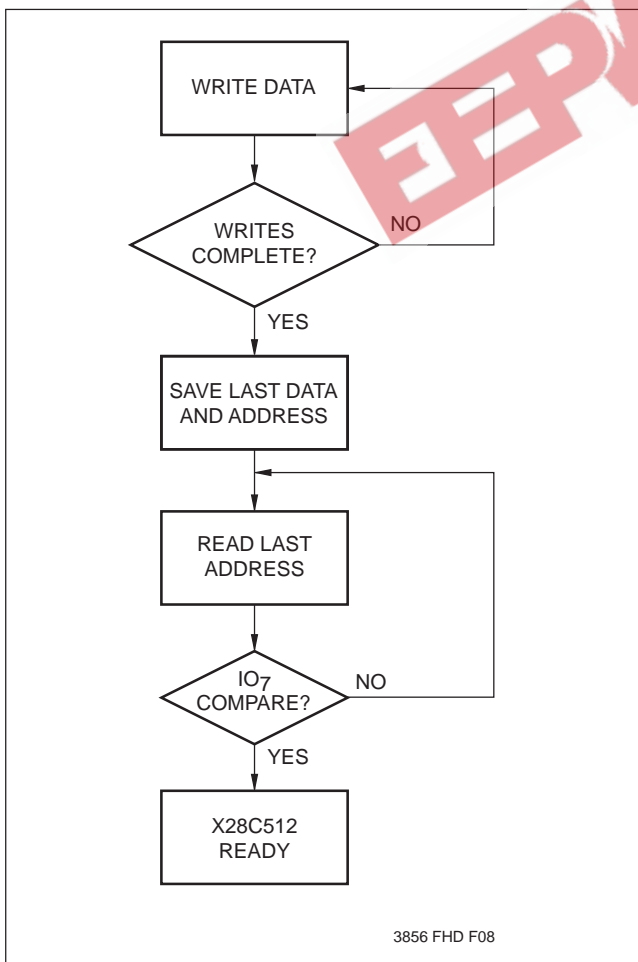 WRITE DATA
WRITES
COMPLETE?
NO
YES
SAVE LAST DATA
AND ADDRESS
READ LAST
ADDRESS
IO7
COMPARE?
NO
YES
X28C512
READY
3856 FHD F08